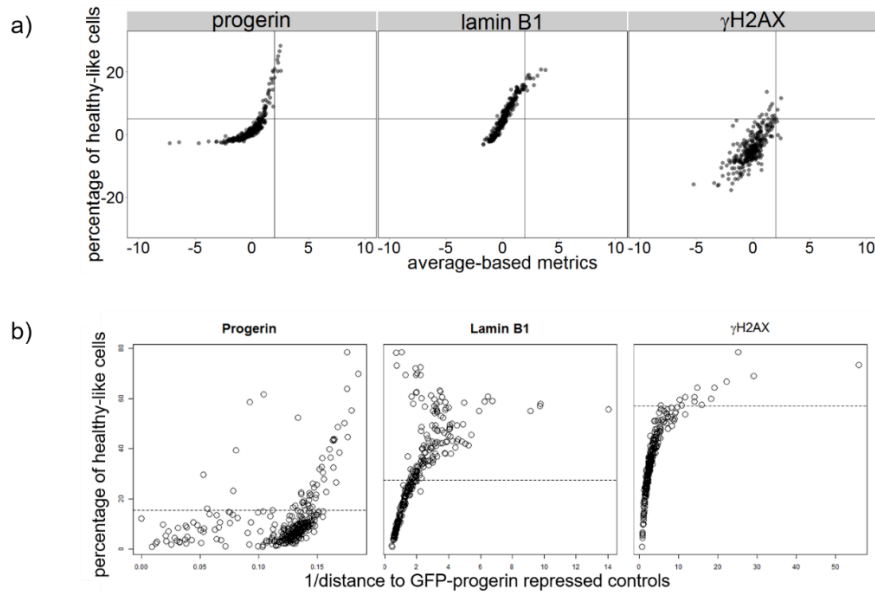 a)
progerin lamin B1 γH2AX
percentage of healthy-like cells
20
0
-20
-10 -5 0 5 10 -10 -5 0 5 10 -10 -5 0 5 10
average-based metrics
b)
Progerin Lamin B1 γH2AX
percentage of healthy-like cells
80
60
40
20
0
0.00 0.05 0.10 0.15 0 2 4 6 8 10 12 14 0 10 20 30 40 50
1/distance to GFP-progerin repressed controls